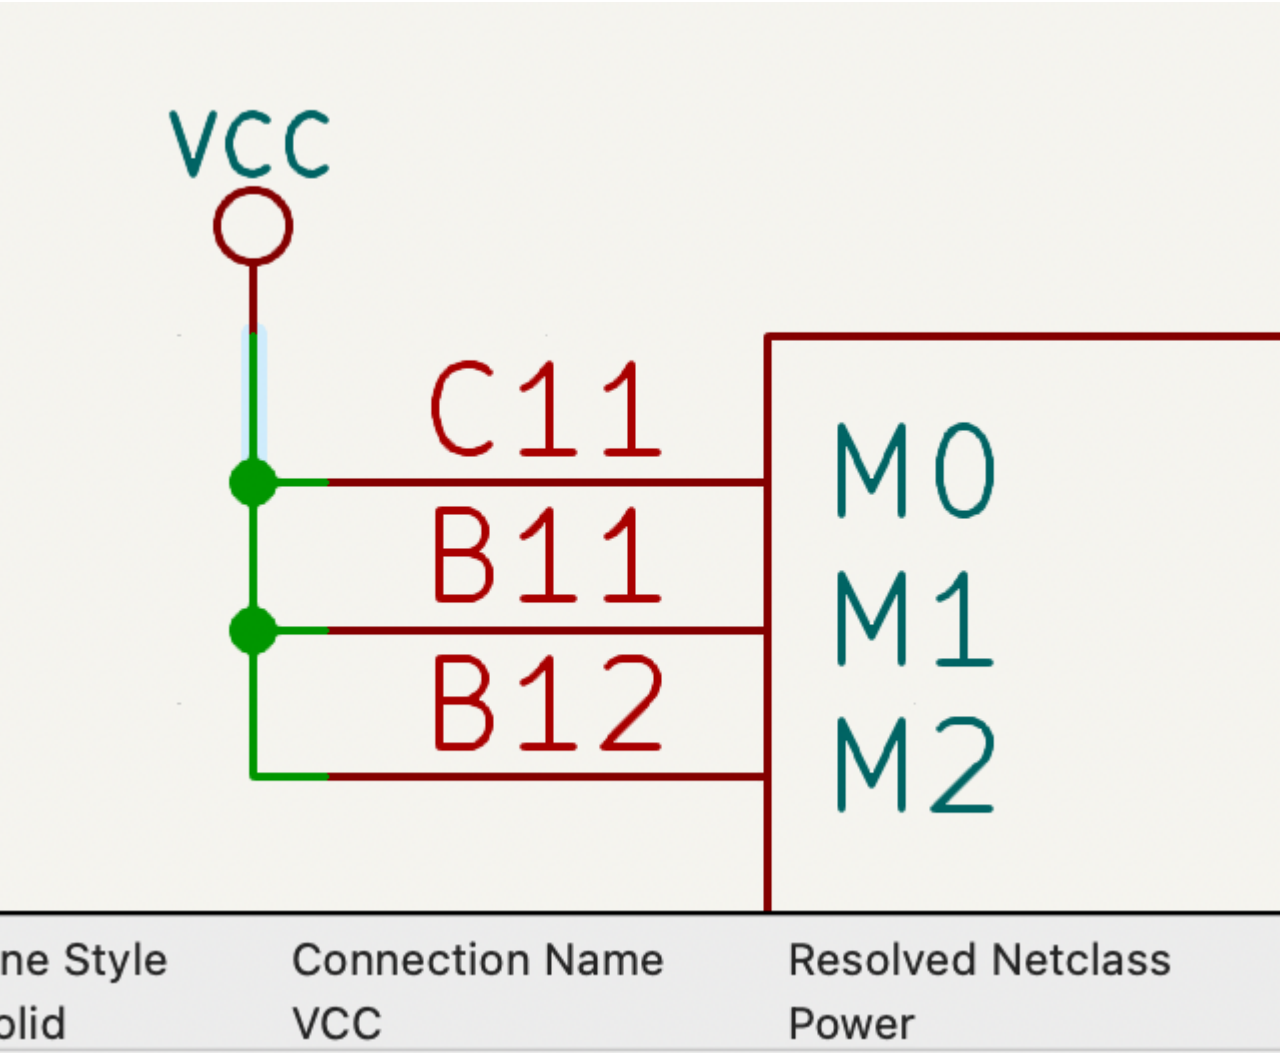 VCC
C11
M0
B11
M1
B12
M2
ne Style Connection Name Resolved Netclass
olid VCC Power